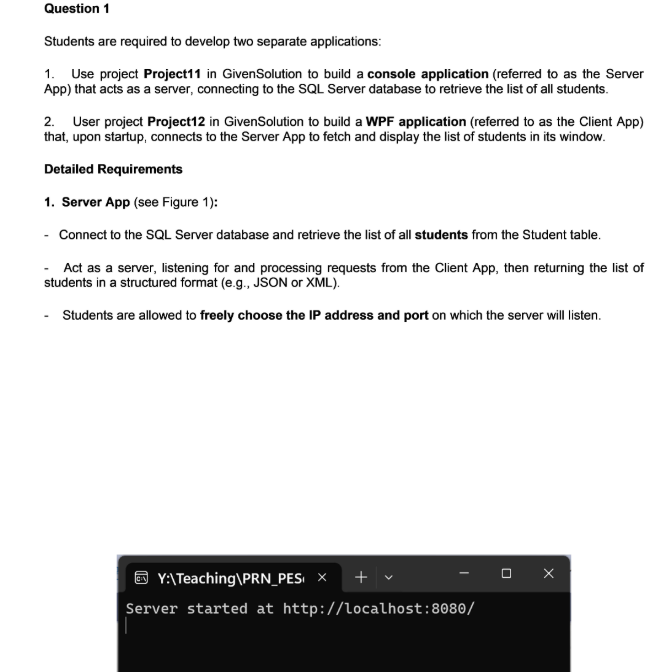 Question 1
Students are required to develop two separate applications:
1. Use project Project11 in GivenSolution to build a console application (referred to as the Server
App) that acts as a server, connecting to the SQL Server database to retrieve the list of all students.
2. User project Project12 in GivenSolution to build a WPF application (referred to as the Client App)
that, upon startup, connects to the Server App to fetch and display the list of students in its window.
Detailed Requirements
1. Server App (see Figure 1):
- Connect to the SQL Server database and retrieve the list of all students from the Student table.
- Act as a server, listening for and processing requests from the Client App, then returning the list of
students in a structured format (e.g., JSON or XML).
- Students are allowed to freely choose the IP address and port on which the server will listen.
Y:\Teaching\PRN_PES
Server started at http://localhost:8080/